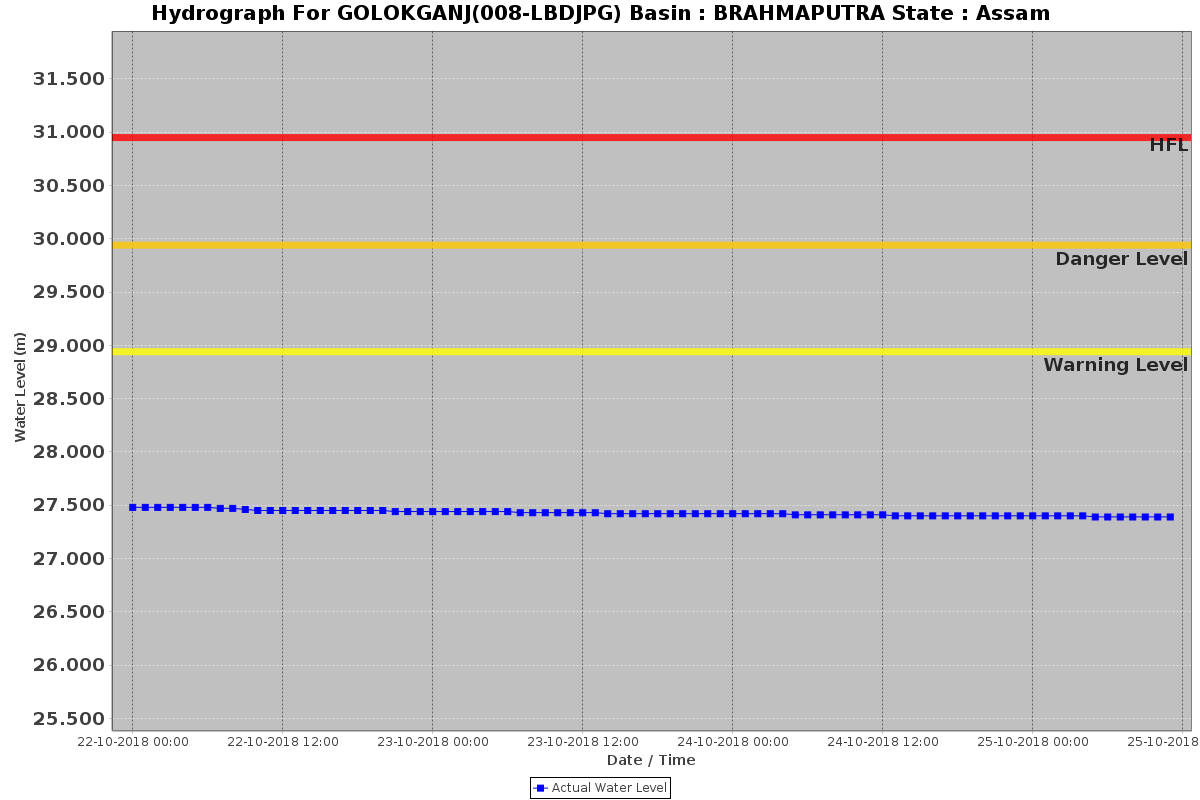 Hydrograph For GOLOKGANJ(008-LBDJPG) Basin : BRAHMAPUTRA State : Assam
31.500
31.000
HFL
30.500
30.000
Danger Level
29.500
29.000
Warning Level
28.500
28.000
27.500
27.000
26.500
26.000
25.500
Water Level (m)
22-10-2018 00:00 22-10-2018 12:00 23-10-2018 00:00 23-10-2018 12:00 24-10-2018 00:00 24-10-2018 12:00 25-10-2018 00:00 25-10-2018
Date / Time
Actual Water Level